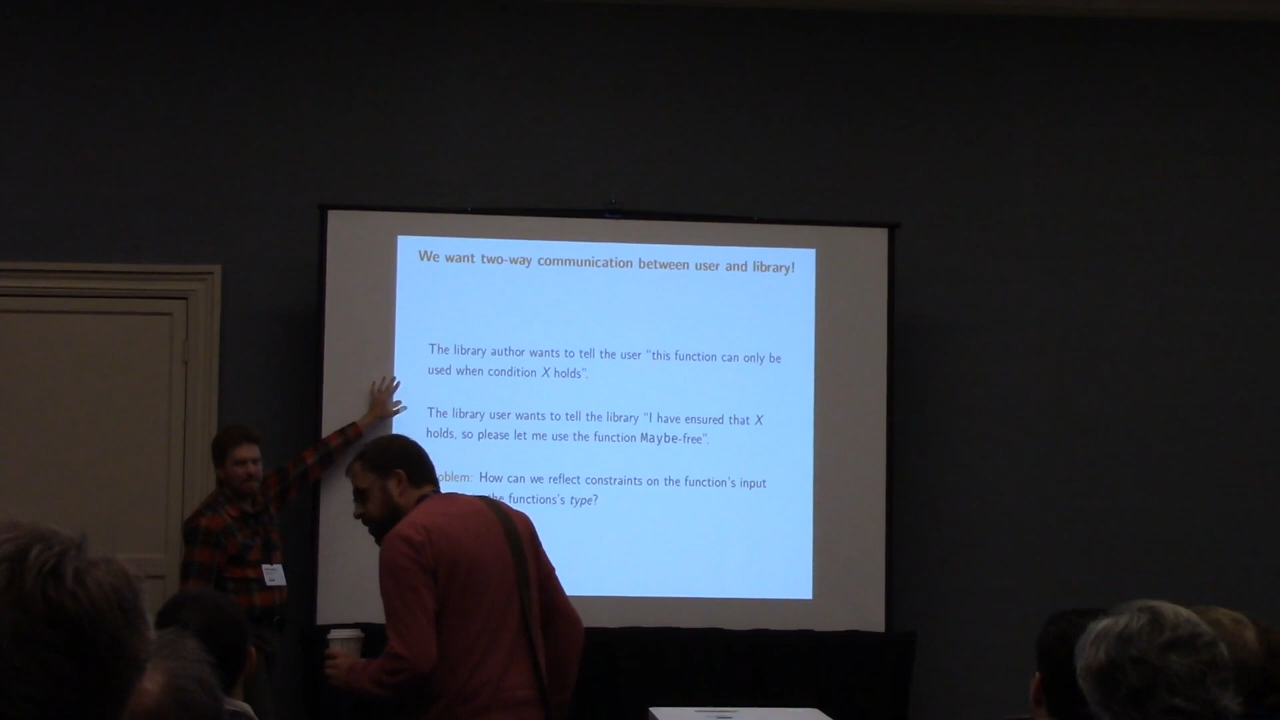 We want two-way communication between user and library!
The library author wants to tell the user "this function can only be
used when condition X holds".
The library user wants to tell the library "I have ensured that X
holds, so please let me use the function Maybe-free".
oblem: How can we reflect constraints on the function's input
the functions's type?